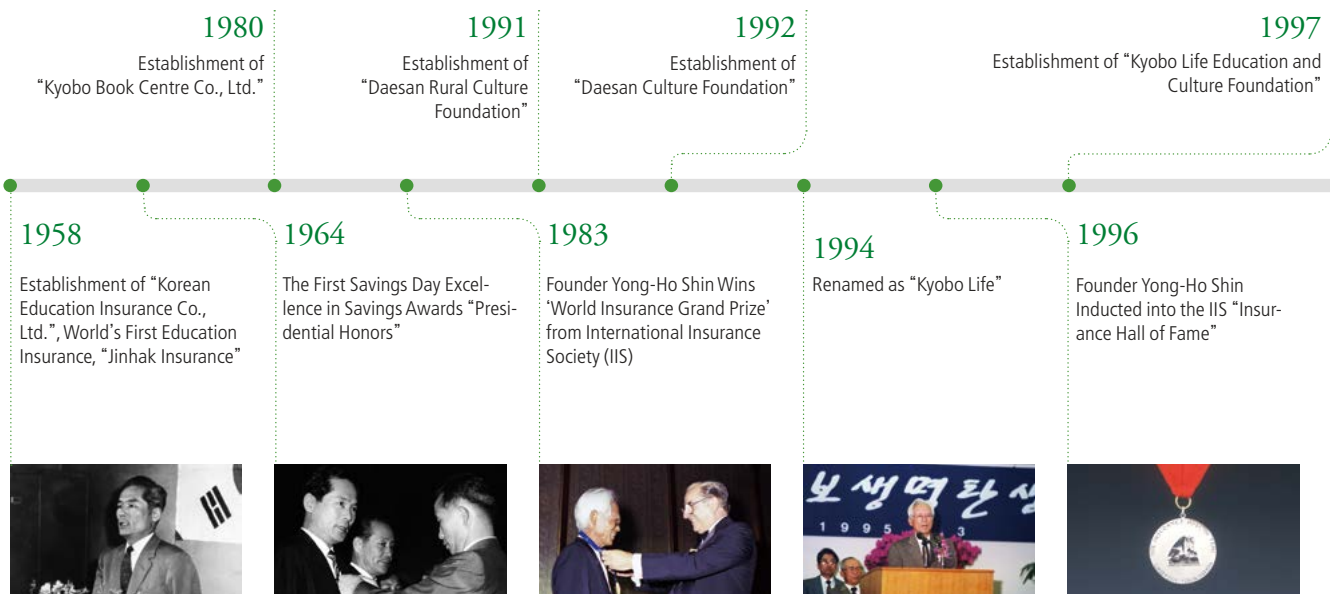 1980
Establishment of
“Kyobo Book Centre Co., Ltd.”
1991
Establishment of
“Daesan Rural Culture
Foundation”
1992
Establishment of
“Daesan Culture Foundation”
1997
Establishment of “Kyobo Life Education and
Culture Foundation”
1958
Establishment of “Korean
Education Insurance Co.,
Ltd.”, World’s First Education
Insurance, “Jinhak Insurance”
1964
The First Savings Day Excel-
lence in Savings Awards “Presi-
dential Honors”
1983
Founder Yong-Ho Shin Wins
‘World Insurance Grand Prize’
from International Insurance
Society (IIS)
1994
Renamed as “Kyobo Life”
1996
Founder Yong-Ho Shin
Inducted into the IIS “Insur-
ance Hall of Fame”
보생명탄생
1995 3